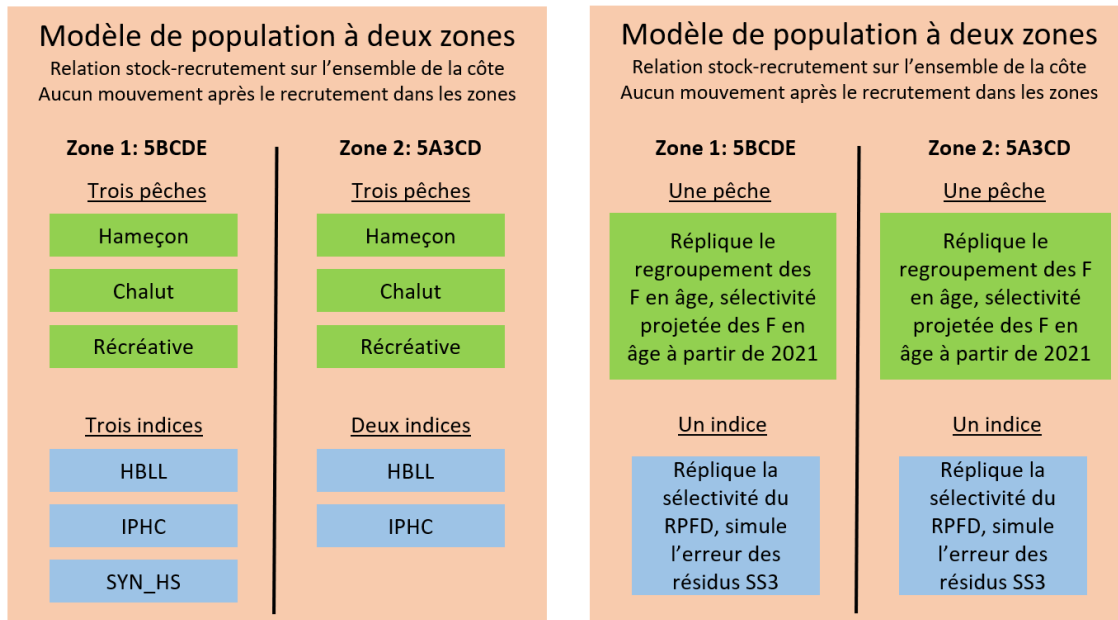 Modèle de population à deux zones
Relation stock-recrutement sur l'ensemble de la côte
Aucun mouvement après le recrutement dans les zones
Zone 1: 5BCDE
Trois pêches
Hameçon
Chalut
Récréative
Trois indices
HBLL
IPHC
SYN_HS
Zone 2: 5A3CD
Trois pêches
Hameçon
Chalut
Récréative
Deux indices
HBLL
IPHC
Modèle de population à deux zones
Relation stock-recrutement sur l'ensemble de la côte
Aucun mouvement après le recrutement dans les zones
Zone 1: 5BCDE
Une pêche
Réplique le
regroupement des
F en âge, sélectivité
projetée des F en
âge à partir de 2021
Un indice
Réplique la
sélectivité du
RPFD, simule
l'erreur des
résidus SS3
Zone 2: 5A3CD
Une pêche
Réplique le
regroupement des F
en âge, sélectivité
projetée des F en
âge à partir de 2021
Un indice
Réplique la
sélectivité du
RPFD, simule
l'erreur des
résidus SS3